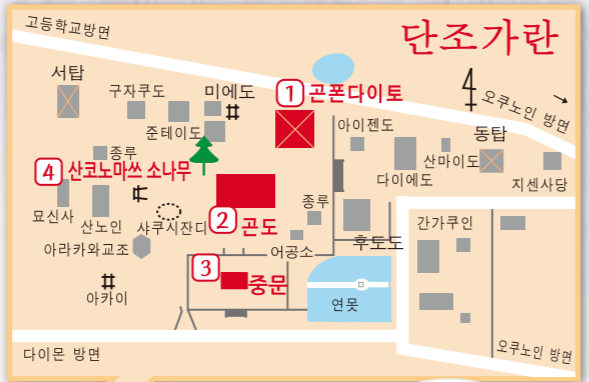 단조가란
고등학교방면
서탑
구자쿠도
미에도
1 곤폰다이토
오쿠노인 방면
준테이도
아이젠도
동탑
종루
산마이도
4 산코노마쓰 소나무
다이에도
지센사당
묘신사
산노인
샤쿠시잔디
2 곤도
종루
간가쿠인
아라카와교조
어공소
후토도
3 중문
아카이
연못
다이몬 방면
오쿠노인 방면